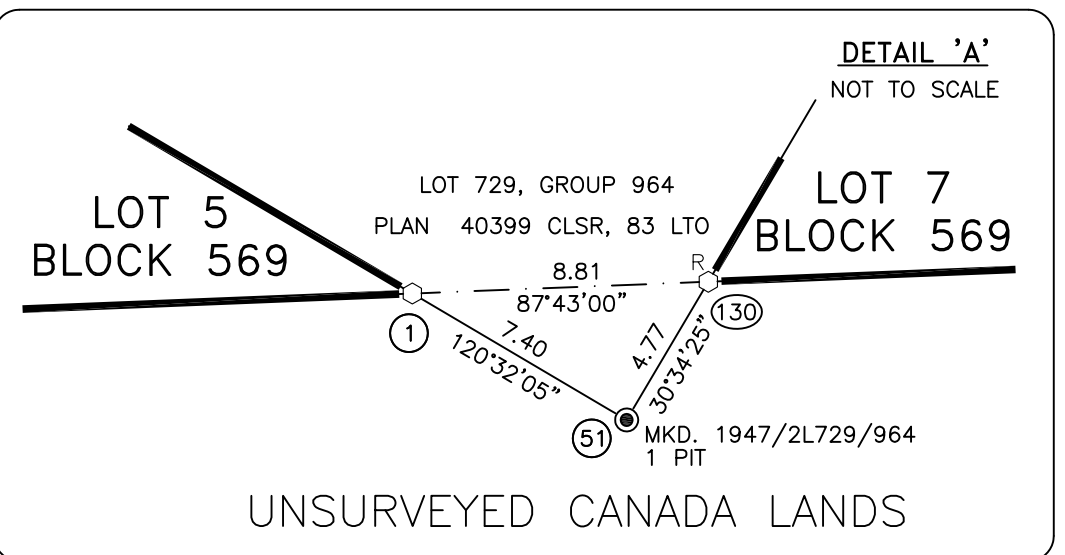 DETAIL 'A'
NOT TO SCALE
LOT 729, GROUP 964
PLAN 40399 CLSR, 83 LTO
LOT 5
BLOCK 569
LOT 7
BLOCK 569
R
8.81
87°43'00"
1
130
7.40
120°32'05"
4.77
30°34'25"
51
MKD. 1947/2L729/964
1 PIT
UNSURVEYED CANADA LANDS